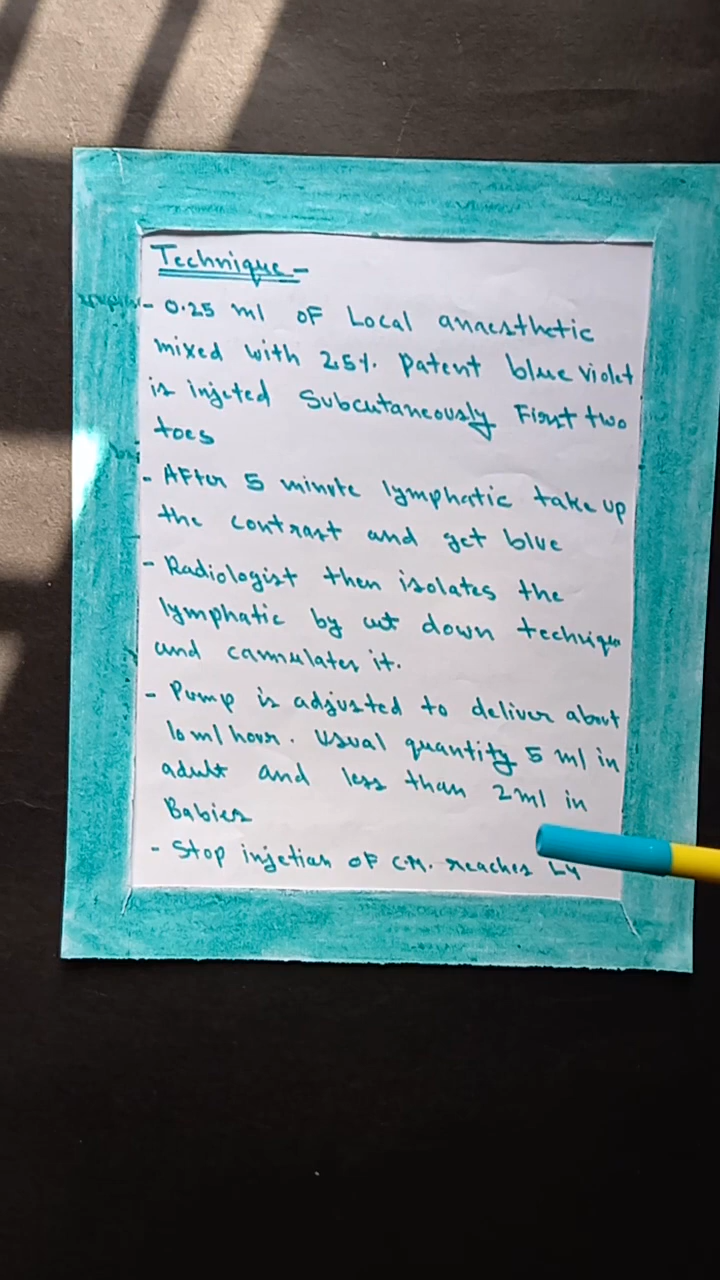 Technique -
- 0.25 ml OF Local anaesthetic
mixed with 2.5%. Patent blue violet
is injeted Subcutaneously First two
toes
- After 5 minute lymphatic take up
the contrast and get blue
- Radiologist then isolates the
lymphatic by cut down technique
and cannulates it.
- Pump is adjusted to deliver about
10 ml/hour. Usual quantity 5 ml in
adult and less than 2 ml in
Babies
- Stop injetion OF C.M. reaches L4